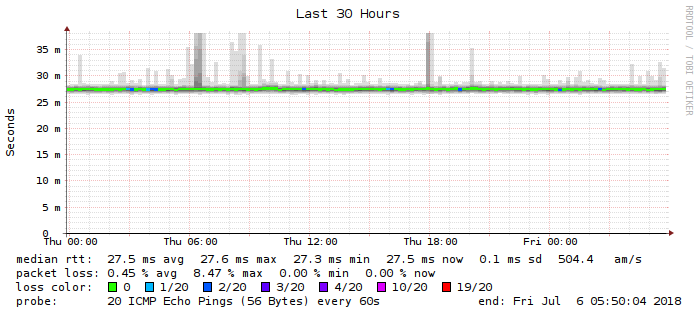 Last 30 Hours
RRDTOOL / TOBI OETIKER
Seconds
35 m
30 m
25 m
20 m
15 m
10 m
5 m
0
Thu 00:00 Thu 06:00 Thu 12:00 Thu 18:00 Fri 00:00
median rtt: 27.5 ms avg 27.6 ms max 27.3 ms min 27.5 ms now 0.1 ms sd 504.4 am/s
packet loss: 0.45 % avg 8.47 % max 0.00 % min 0.00 % now
loss color: 0 1/20 2/20 3/20 4/20 10/20 19/20
probe: 20 ICMP Echo Pings (56 Bytes) every 60s end: Fri Jul 6 05:50:04 2018